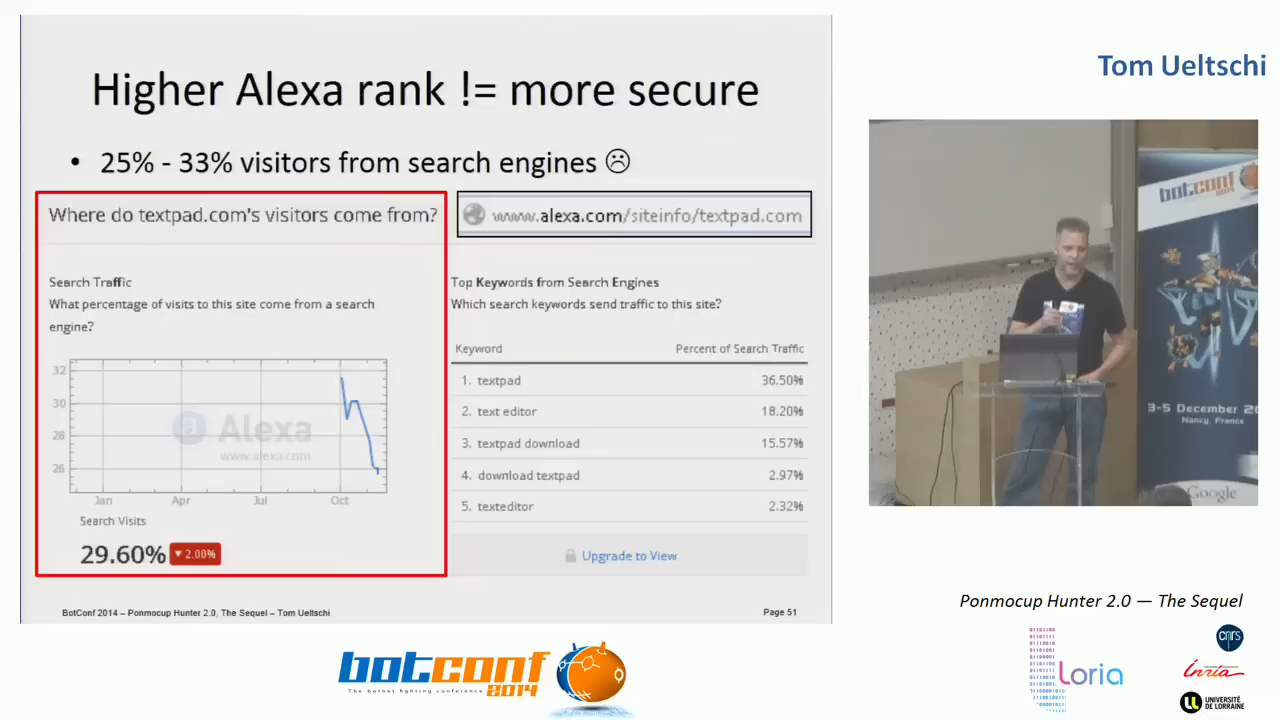 Higher Alexa rank != more secure
• 25% - 33% visitors from search engines ☹
Where do textpad.com's visitors come from?
www.alexa.com/siteinfo/textpad.com
Search Traffic
What percentage of visits to this site come from a search
engine?
32
30
28
26
Alexa
www.alexa.com
Jan Apr Jul Oct
Search Visits
29.60% ▼ 2.00%
Top Keywords from Search Engines
Which search keywords send traffic to this site?
Keyword Percent of Search Traffic
1. textpad 36.50%
2. text editor 18.20%
3. textpad download 15.57%
4. download textpad 2.97%
5. texteditor 2.32%
Upgrade to View
BotConf 2014 – Ponmocup Hunter 2.0, The Sequel – Tom Ueltschi Page 51
Tom Ueltschi
botconf
2014
3-5 December 20
Nancy, France
Google
Ponmocup Hunter 2.0 — The Sequel
botconf
The botnet fighting conference 2014
Loria
cnrs
Inria
UNIVERSITÉ
DE LORRAINE